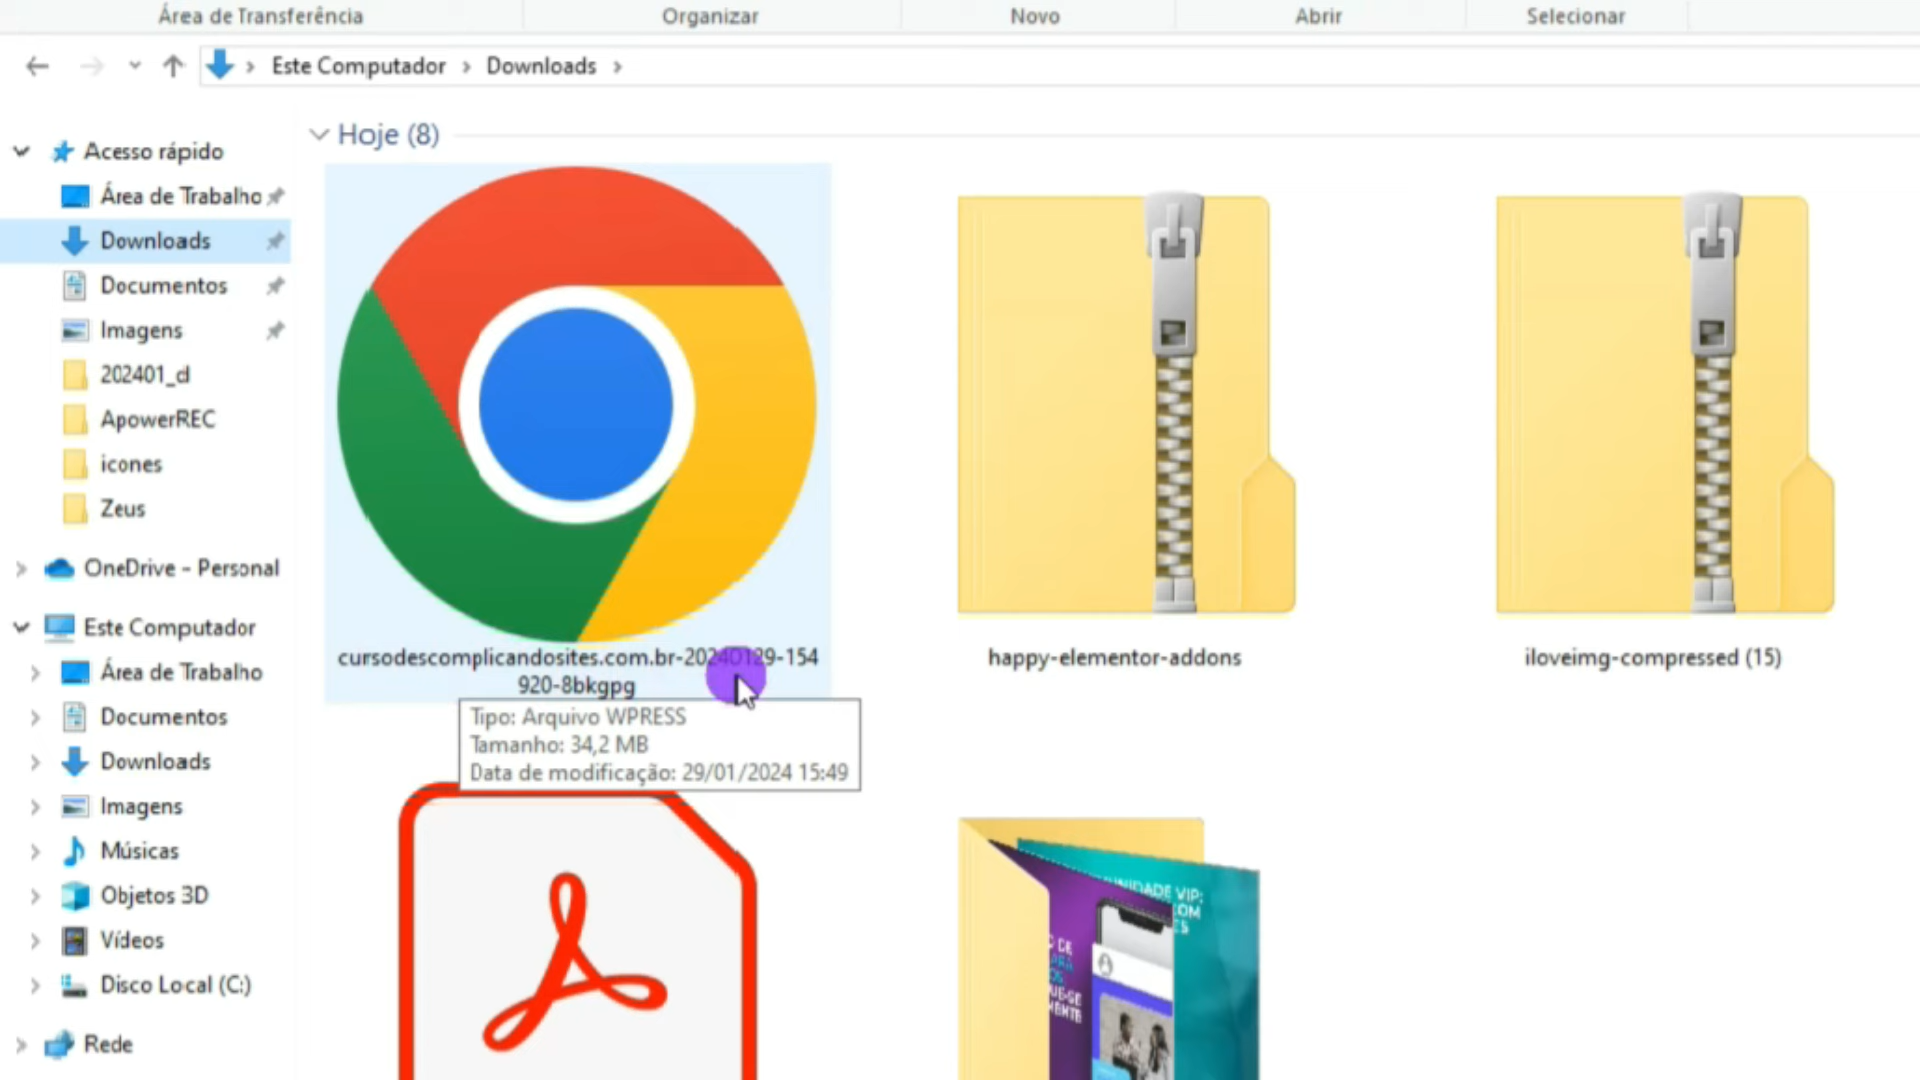 Área de Transferência
Organizar
Novo
Abrir
Selecionar
Este Computador
Downloads
Acesso rápido
Área de Trabalho
Downloads
Documentos
Imagens
202401_d
ApowerREC
icones
Zeus
OneDrive - Personal
Este Computador
Área de Trabalho
Documentos
Downloads
Imagens
Músicas
Objetos 3D
Vídeos
Disco Local (C:)
Rede
Hoje (8)
cursodescomplicandosites.com.br-20240129-154
920-8bkgpg
happy-elementor-addons
iloveimg-compressed (15)
Tipo: Arquivo WPRESS
Tamanho: 34,2 MB
Data de modificação: 29/01/2024 15:49
VIP:
DE